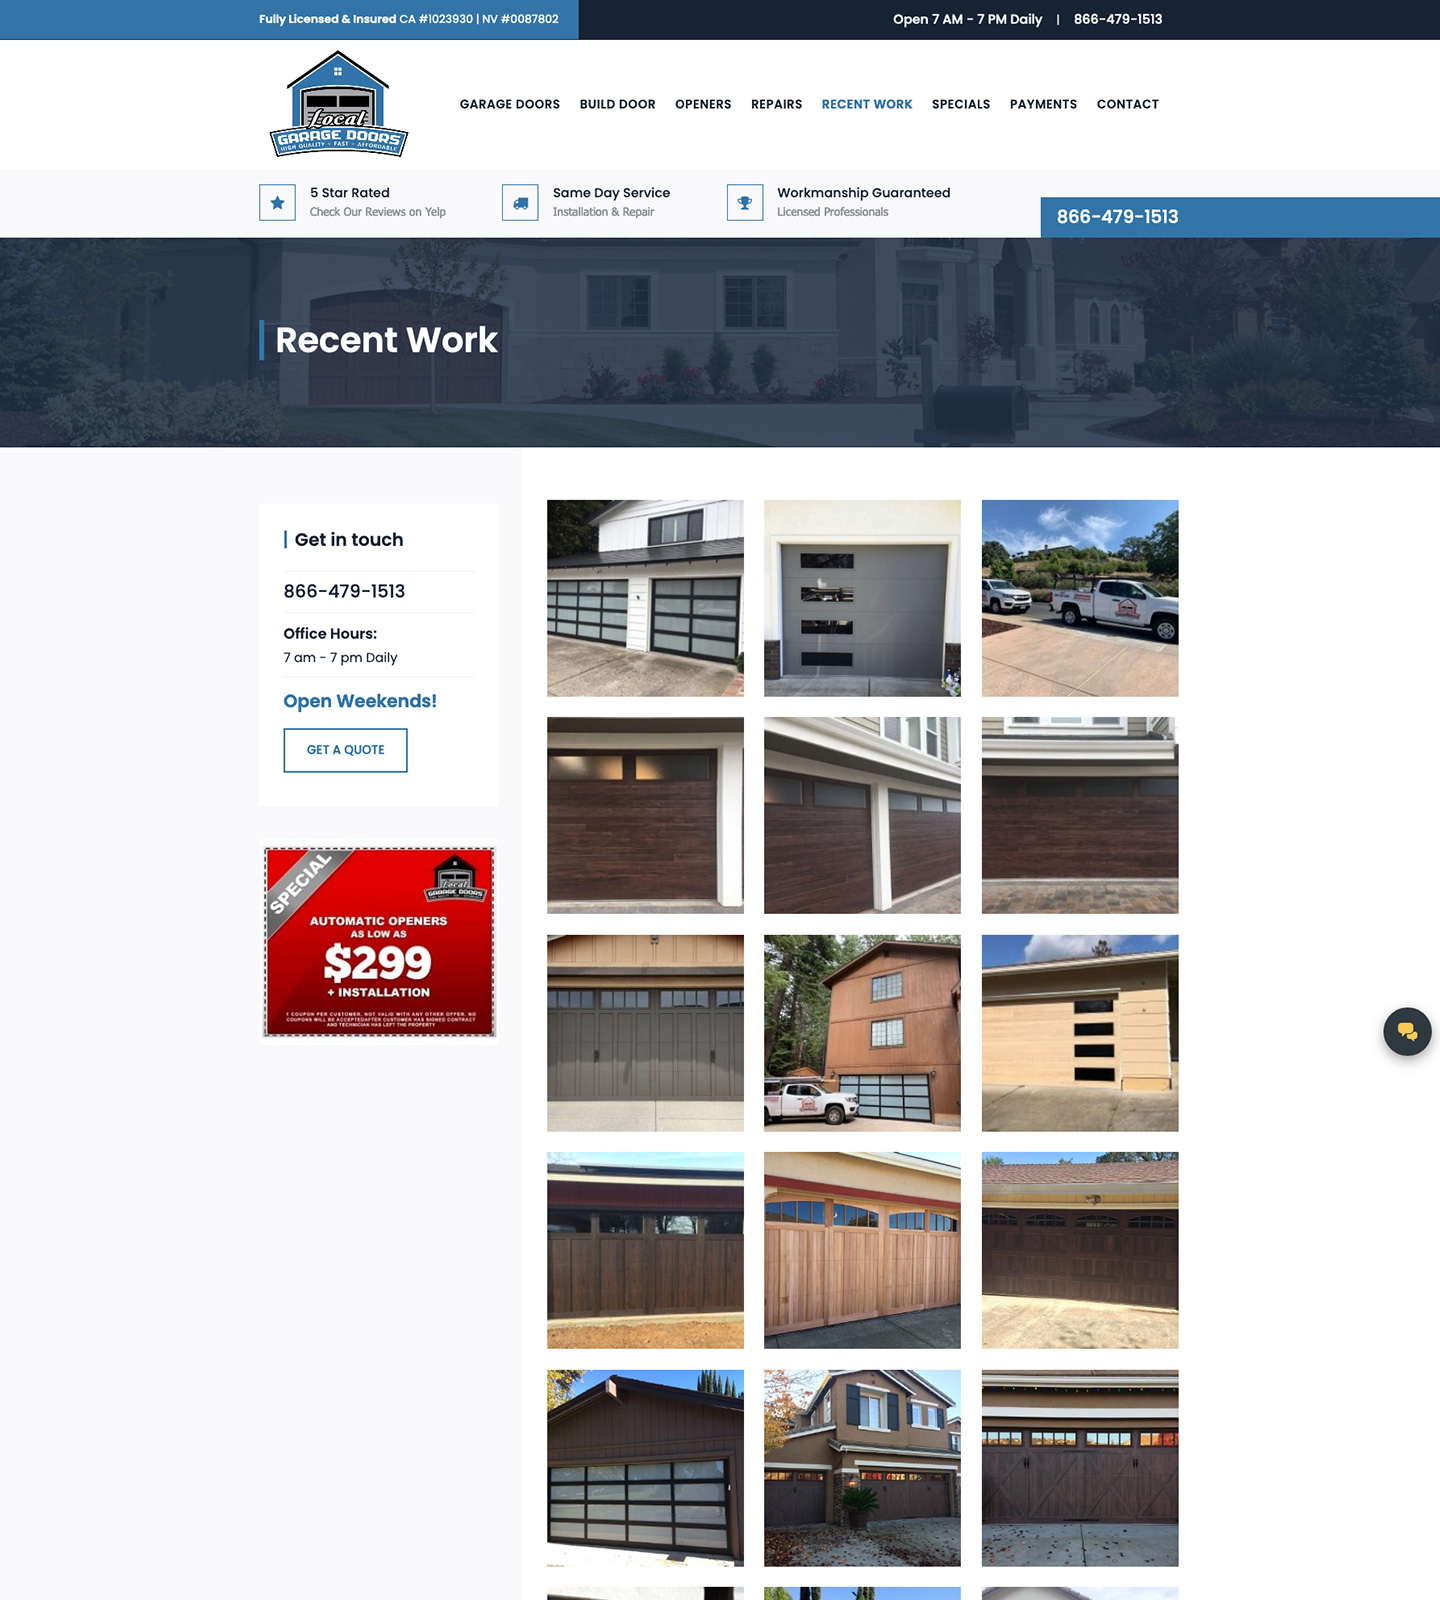 Fully Licensed & Insured CA #1023930 | NV #0087802
Open 7 AM - 7 PM Daily | 866-479-1513
Local
GARAGE DOORS
HIGH QUALITY - FAST - AFFORDABLE
GARAGE DOORS BUILD DOOR OPENERS REPAIRS RECENT WORK SPECIALS PAYMENTS CONTACT
5 Star Rated
Check Our Reviews on Yelp
Same Day Service
Installation & Repair
Workmanship Guaranteed
Licensed Professionals
866-479-1513
Recent Work
Get in touch
866-479-1513
Office Hours:
7 am - 7 pm Daily
Open Weekends!
GET A QUOTE
SPECIAL
Local
GARAGE DOORS
AUTOMATIC OPENERS
AS LOW AS
$299
+ INSTALLATION
1 COUPON PER CUSTOMER, NOT VALID WITH ANY OTHER OFFER. NO
COUPONS WILL BE ACCEPTEDAFTER CUSTOMER HAS SIGNED CONTRACT
AND TECHNICIAN HAS LEFT THE PROPERTY